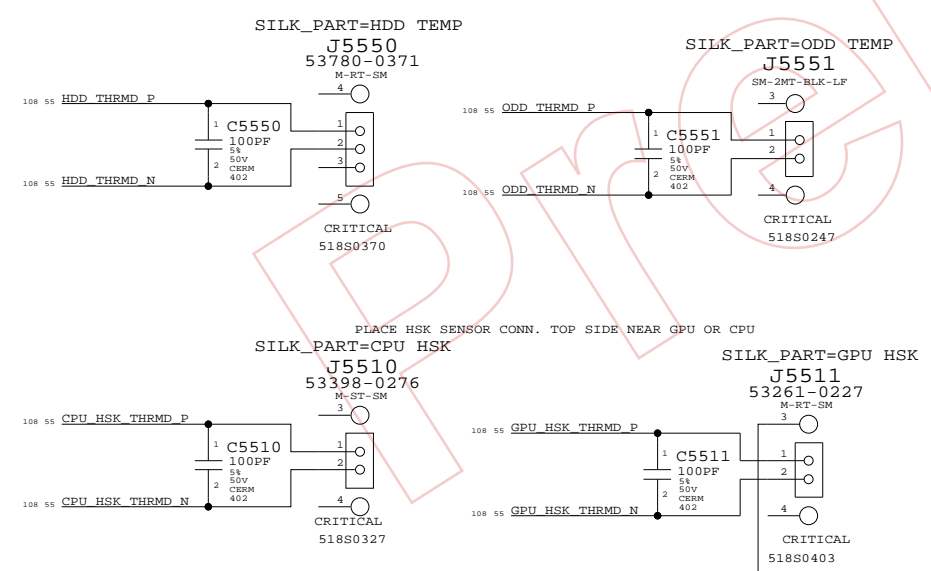 SILK_PART=HDD TEMP
J5550
53780-0371
M-RT-SM
4
108 55 HDD_THRMD_P
1
C5550
100PF
5%
50V
CERM
402
2
1
2
3
108 55 HDD_THRMD_N
5
CRITICAL
518S0370
SILK_PART=ODD TEMP
J5551
SM-2MT-BLK-LF
3
108 55 ODD_THRMD_P
1
C5551
100PF
5%
50V
CERM
402
2
1
2
108 55 ODD_THRMD_N
4
CRITICAL
518S0247
PLACE HSK SENSOR CONN. TOP SIDE NEAR GPU OR CPU
SILK_PART=CPU HSK
J5510
53398-0276
M-ST-SM
3
108 55 CPU_HSK_THRMD_P
1
C5510
100PF
5%
50V
CERM
402
2
1
2
108 55 CPU_HSK_THRMD_N
4
CRITICAL
518S0327
SILK_PART=GPU HSK
J5511
53261-0227
M-RT-SM
3
108 55 GPU_HSK_THRMD_P
1
C5511
100PF
5%
50V
CERM
402
2
1
2
108 55 GPU_HSK_THRMD_N
4
CRITICAL
518S0403
Pre